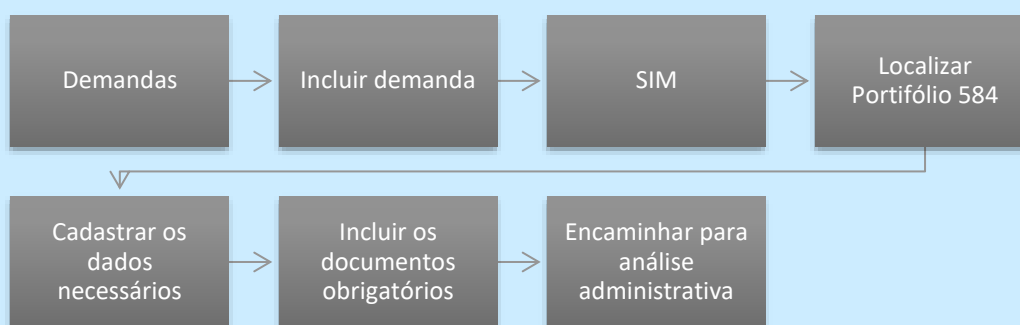 Demandas
Incluir demanda
SIM
Localizar
Portifólio 584
Cadastrar os
dados
necessários
Incluir os
documentos
obrigatórios
Encaminhar para
análise
administrativa